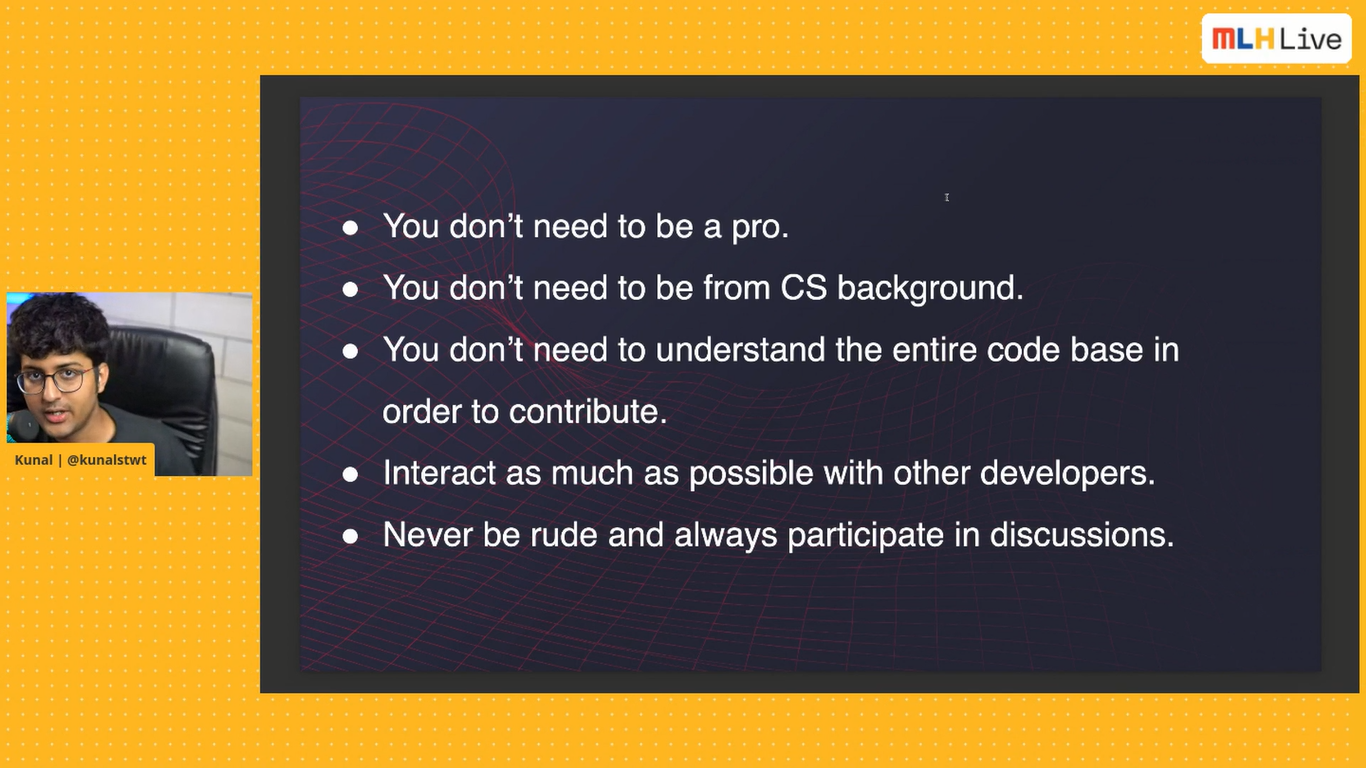 MLH Live
● You don’t need to be a pro.
● You don’t need to be from CS background.
● You don’t need to understand the entire code base in
order to contribute.
● Interact as much as possible with other developers.
● Never be rude and always participate in discussions.
Kunal | @kunalstwt